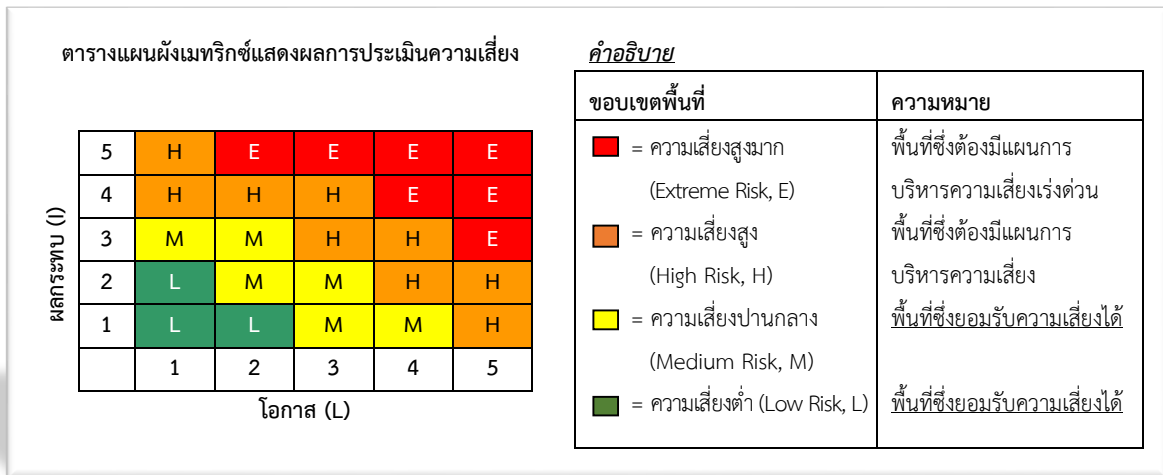 ตารางแผนผังเมทริกซ์แสดงผลการประเมินความเสี่ยง
ผลกระทบ (I)
5 H E E E E
4 H H H E E
3 M M H H E
2 L M M H H
1 L L M M H
1 2 3 4 5
โอกาส (L)
คำอธิบาย
ขอบเขตพื้นที่ ความหมาย
= ความเสี่ยงสูงมาก พื้นที่ซึ่งต้องมีแผนการ
(Extreme Risk, E) บริหารความเสี่ยงเร่งด่วน
= ความเสี่ยงสูง พื้นที่ซึ่งต้องมีแผนการ
(High Risk, H) บริหารความเสี่ยง
= ความเสี่ยงปานกลาง พื้นที่ซึ่งยอมรับความเสี่ยงได้
(Medium Risk, M)
= ความเสี่ยงต่ำ (Low Risk, L) พื้นที่ซึ่งยอมรับความเสี่ยงได้